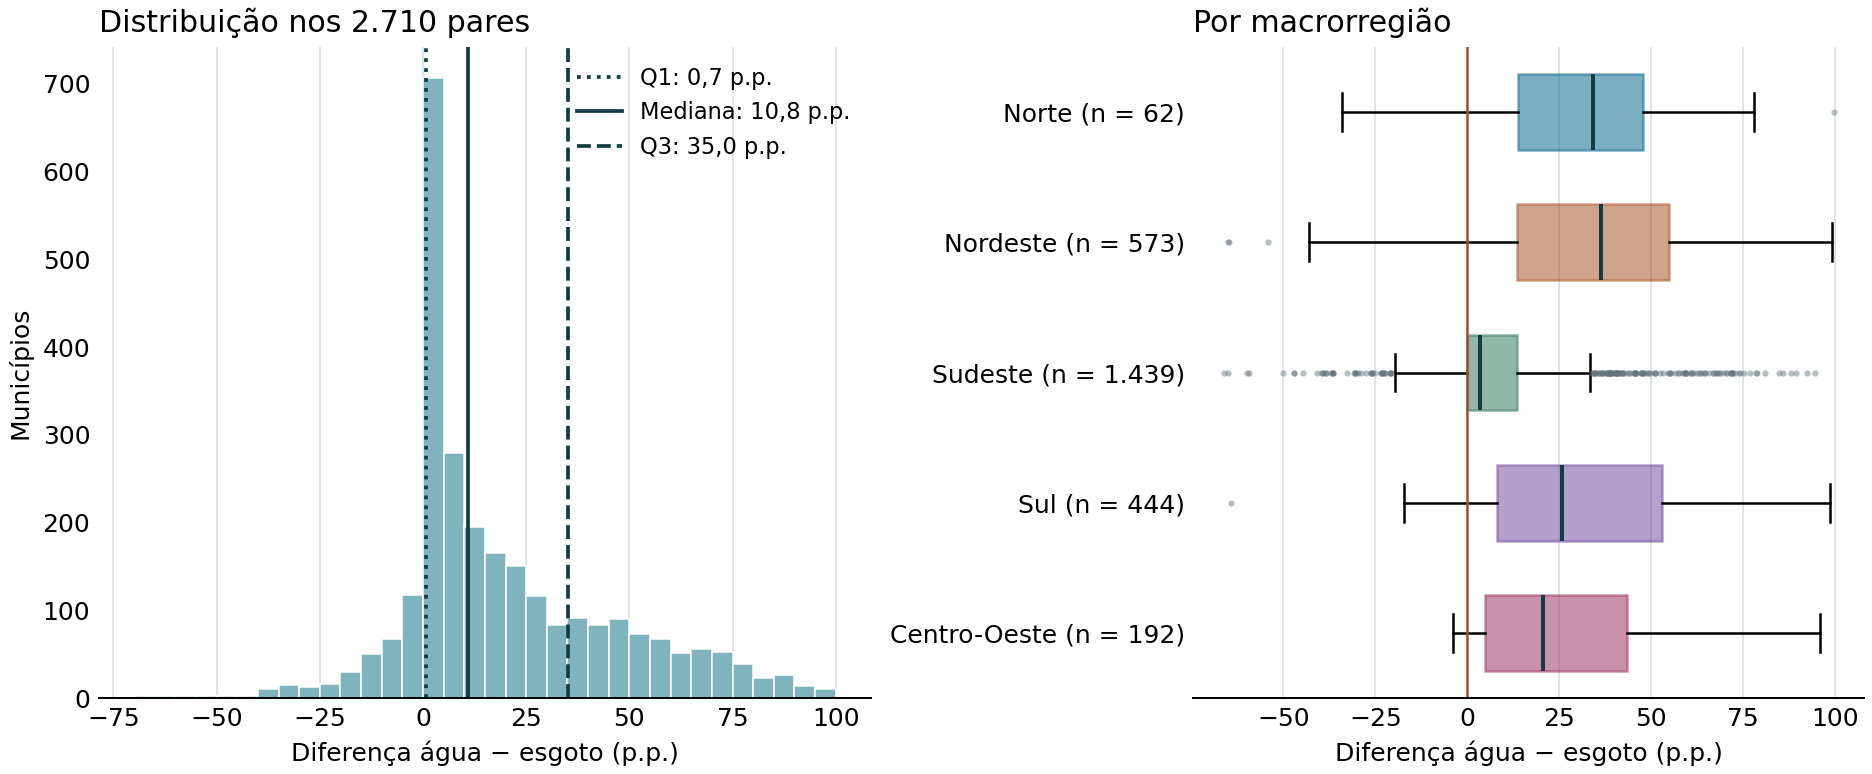 Distribuição nos 2.710 pares
Q1: 0,7 p.p.
Mediana: 10,8 p.p.
Q3: 35,0 p.p.
Municípios
700
600
500
400
300
200
100
0
−75 −50 −25 0 25 50 75 100
Diferença água − esgoto (p.p.)
Por macrorregião
Norte (n = 62)
Nordeste (n = 573)
Sudeste (n = 1.439)
Sul (n = 444)
Centro-Oeste (n = 192)
−50 −25 0 25 50 75 100
Diferença água − esgoto (p.p.)